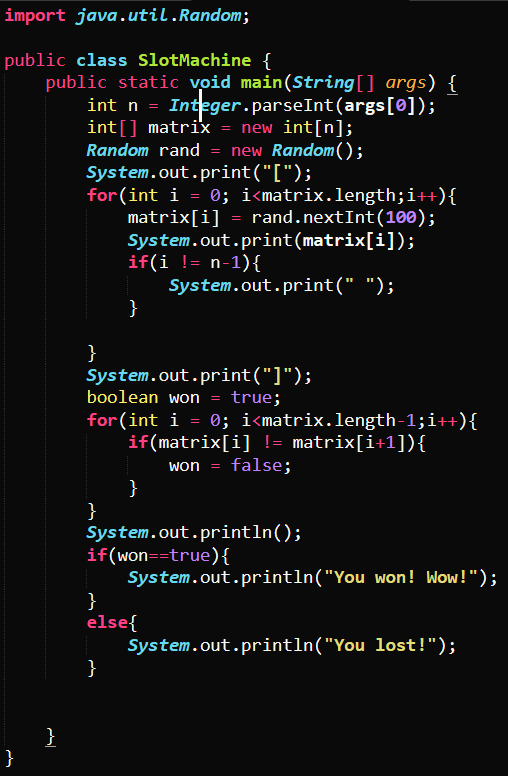 import java.util.Random;
public class SlotMachine {
    public static void main(String[] args) {
        int n = Integer.parseInt(args[0]);
        int[] matrix = new int[n];
        Random rand = new Random();
        System.out.print("[");
        for(int i = 0; i<matrix.length;i++){
            matrix[i] = rand.nextInt(100);
            System.out.print(matrix[i]);
            if(i != n-1){
                System.out.print(" ");
            }
        }
        System.out.print("]");
        boolean won = true;
        for(int i = 0; i<matrix.length-1;i++){
            if(matrix[i] != matrix[i+1]){
                won = false;
            }
        }
        System.out.println();
        if(won==true){
            System.out.println("You won! Wow!");
        }
        else{
            System.out.println("You lost!");
        }
    }
}